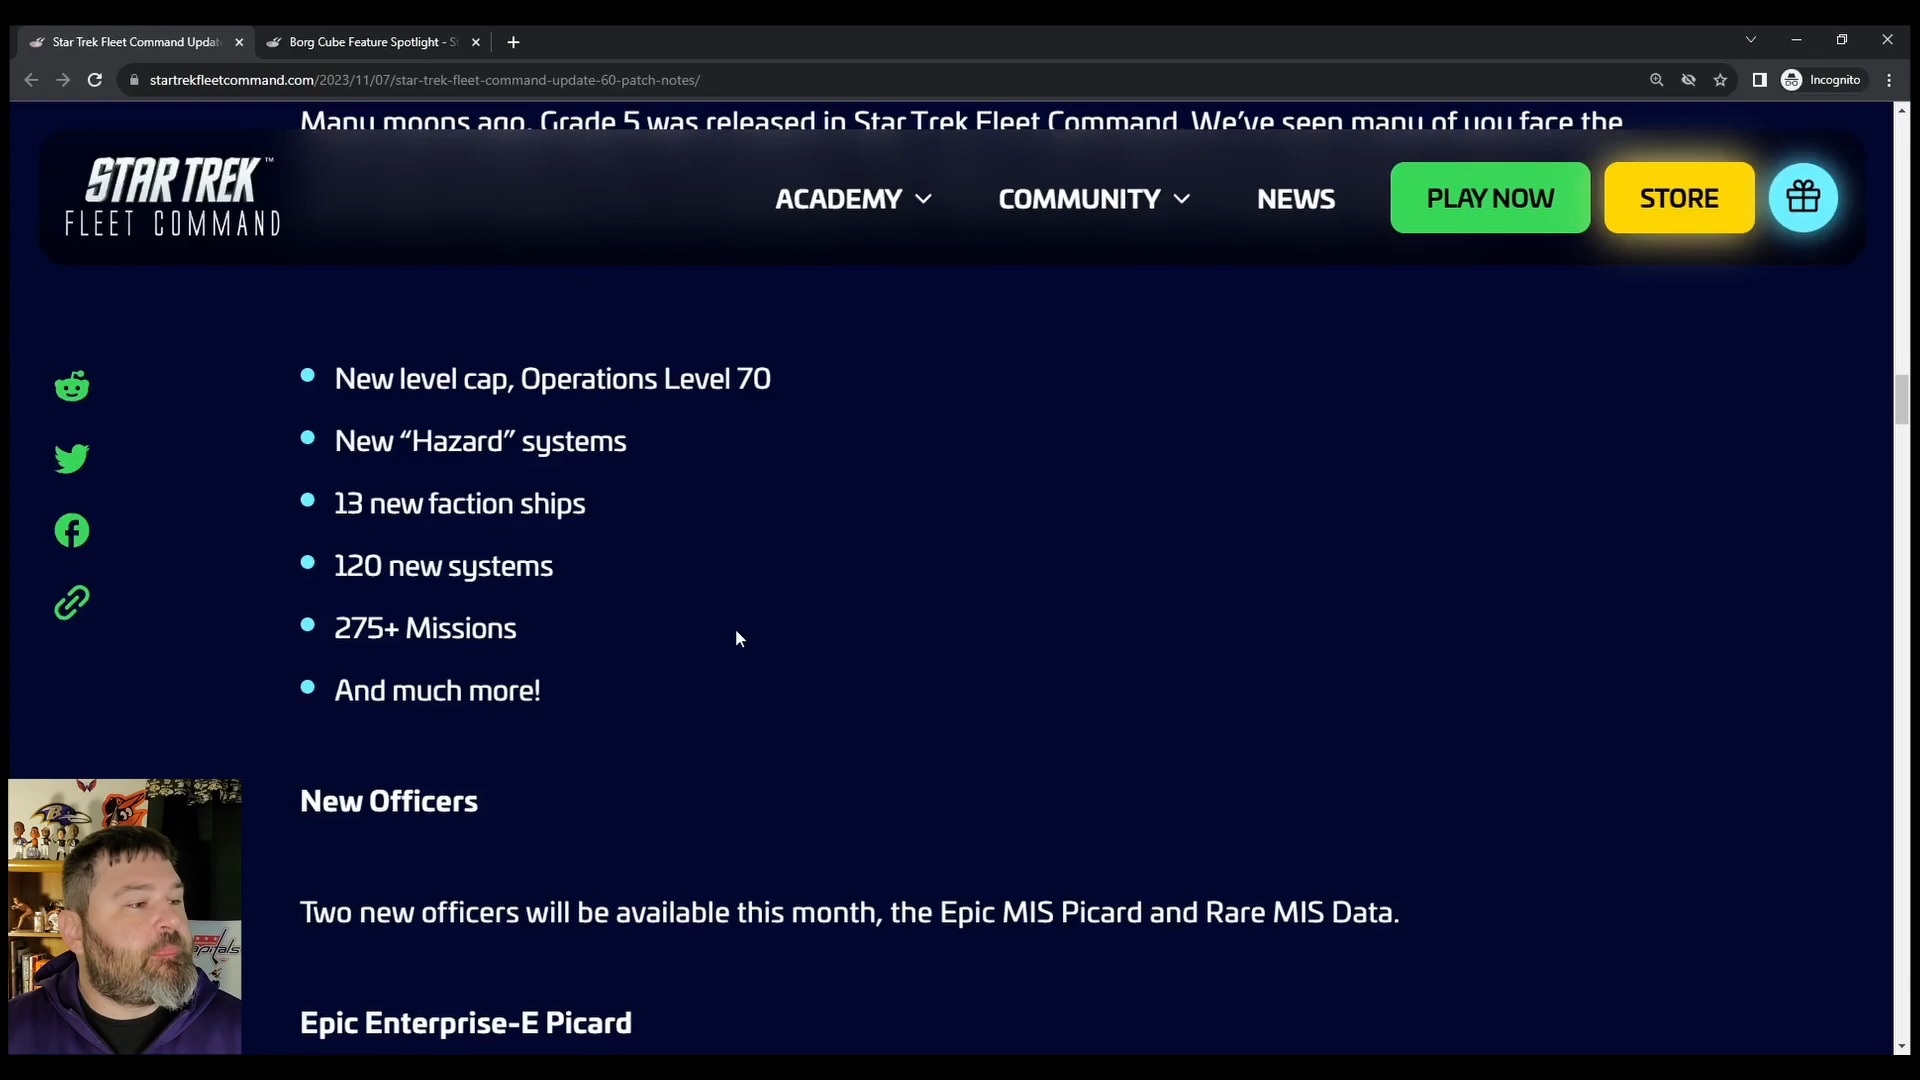 Star Trek Fleet Command Updat
Borg Cube Feature Spotlight - S
startrekfleetcommand.com/2023/11/07/star-trek-fleet-command-update-60-patch-notes/
Incognito
Many moons ago, Grade 5 was released in Star Trek Fleet Command. We’ve seen many of you face the
STAR TREK™
FLEET COMMAND
ACADEMY
COMMUNITY
NEWS
PLAY NOW
STORE
New level cap, Operations Level 70
New “Hazard” systems
13 new faction ships
120 new systems
275+ Missions
And much more!
New Officers
Two new officers will be available this month, the Epic MIS Picard and Rare MIS Data.
Epic Enterprise-E Picard
capitals